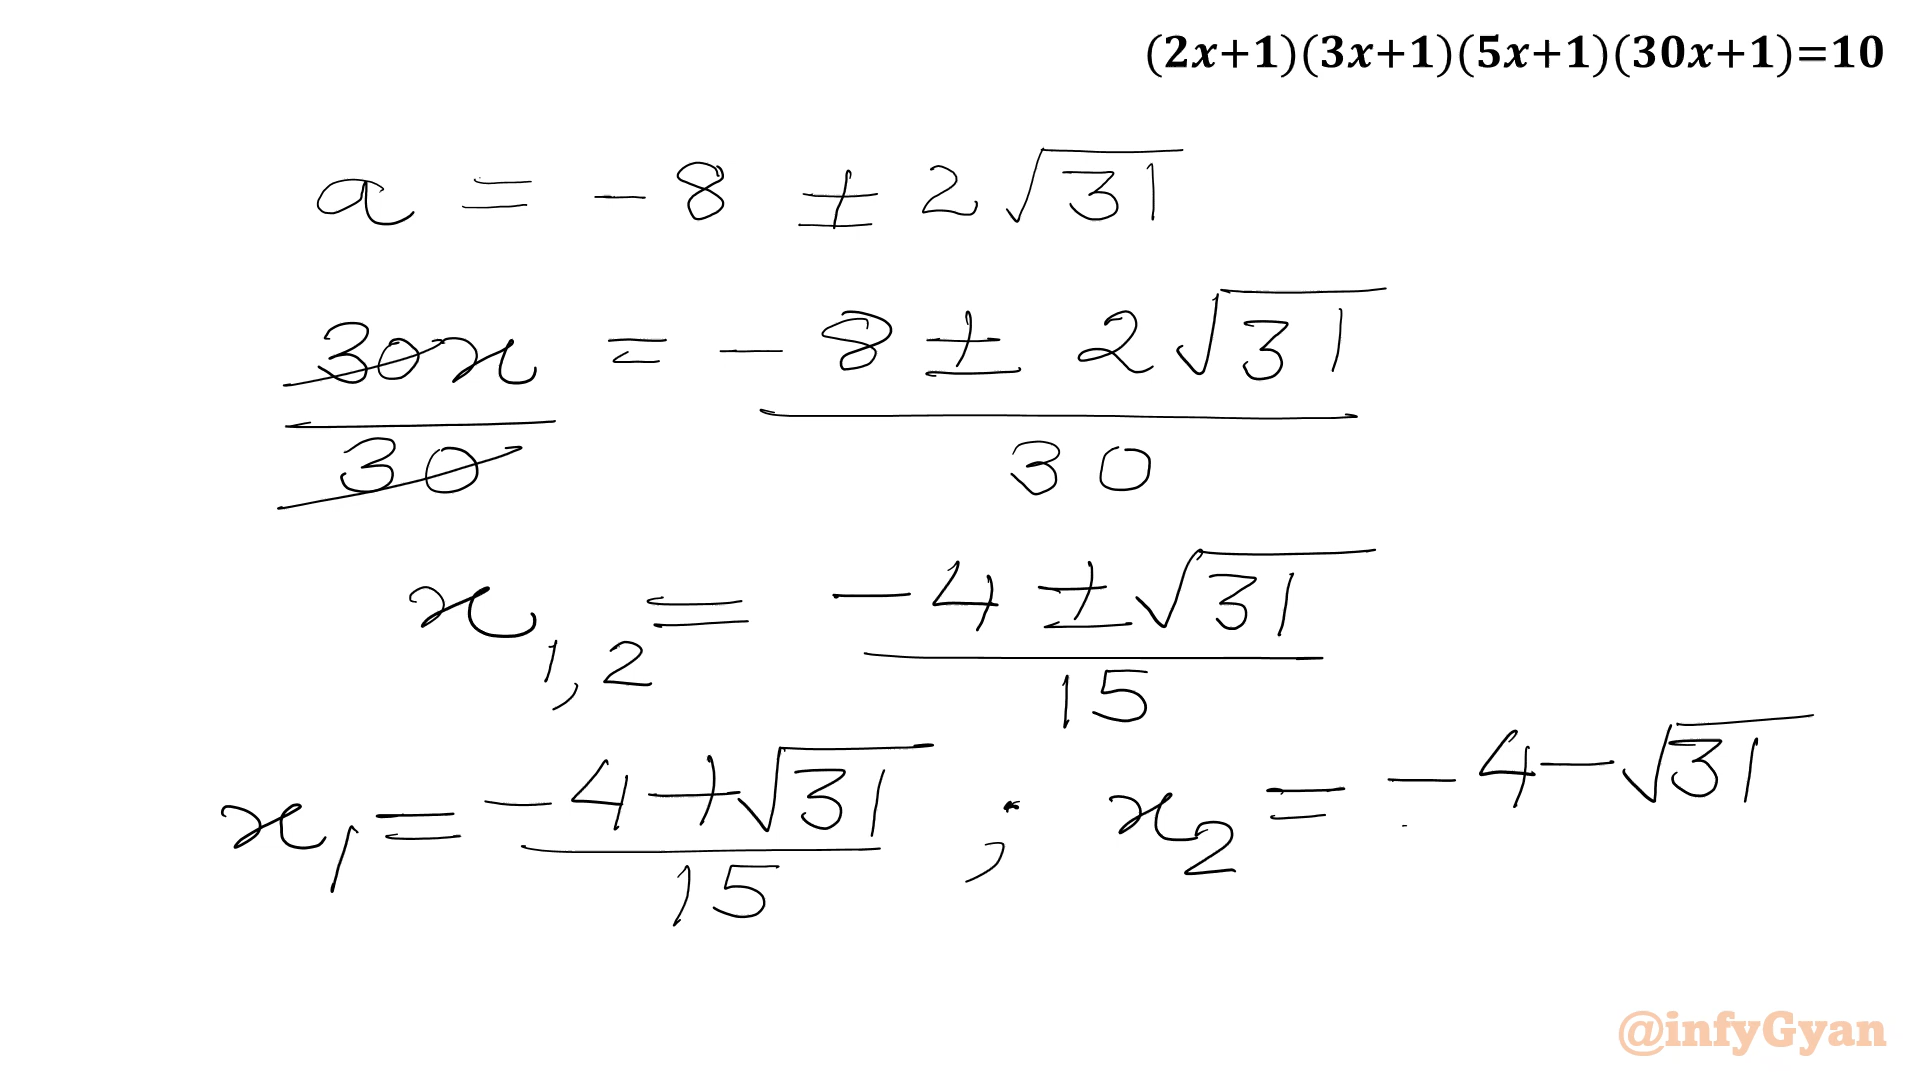 (2x+1)(3x+1)(5x+1)(30x+1)=10
a = -8 ± 2√31
30x/30 = -8 ± 2√31/30
x1,2 = -4 ± √31/15
x1 = -4+√31/15 ; x2 = -4-√31
@infyGyan